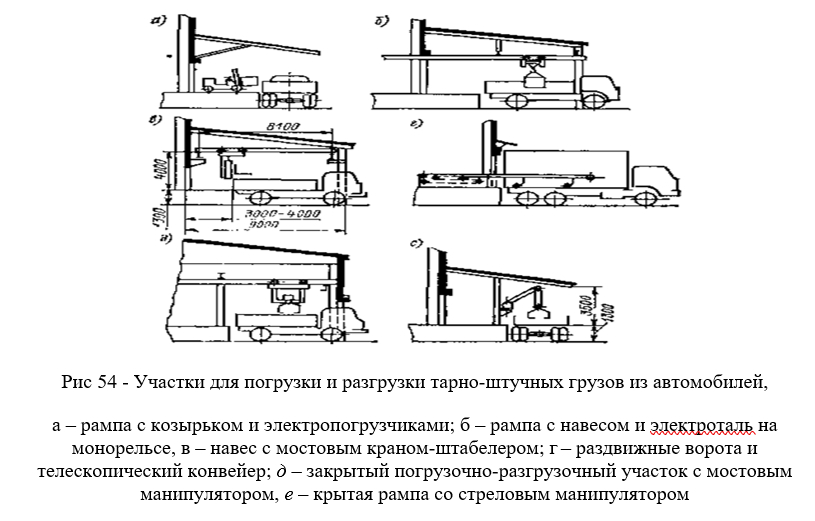 а)
б)
в)
8100
4000
1300
3000-4000
9000
г)
д)
е)
3500
1300
Рис 54 - Участки для погрузки и разгрузки тарно-штучных грузов из автомобилей,
а – рампа с козырьком и электропогрузчиками; б – рампа с навесом и электроталь на
монорельсе, в – навес с мостовым краном-штабелером; г – раздвижные ворота и
телескопический конвейер; д – закрытый погрузочно-разгрузочный участок с мостовым
манипулятором, е – крытая рампа со стреловым манипулятором